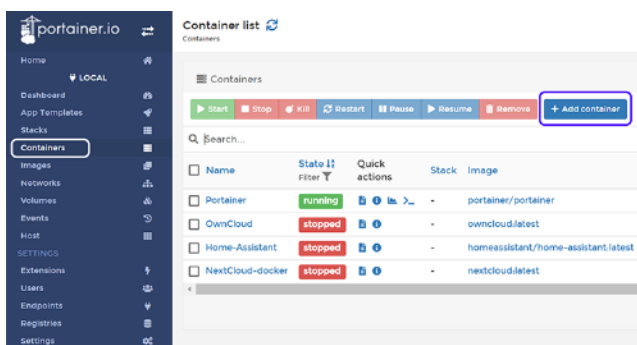 portainer.io
Home
LOCAL
Dashboard
App Templates
Stacks
Containers
Images
Networks
Volumes
Events
Host
SETTINGS
Extensions
Users
Endpoints
Registries
Settings
Container list
Containers
Containers
Start Stop Kill Restart Pause Resume Remove + Add container
Search...
Name State Filter Quick actions Stack Image
Portainer running - portainer/portainer
OwnCloud stopped - owncloud:latest
Home-Assistant stopped - homeassistant/home-assistant:latest
NextCloud-docker stopped - nextcloud:latest